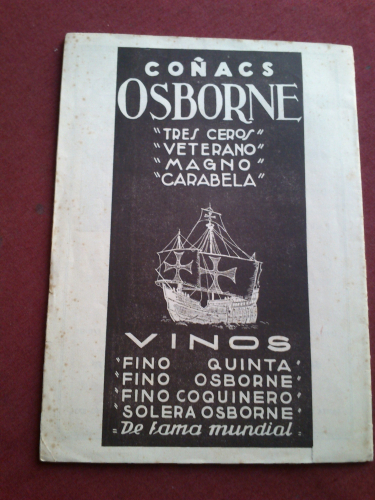 COÑACS
OSBORNE
"TRES CEROS"
"VETERANO"
"MAGNO"
"CARABELA"
VINOS
"FINO QUINTA"
"FINO OSBORNE"
"FINO COQUINERO"
"SOLERA OSBORNE"
= De fama mundial =